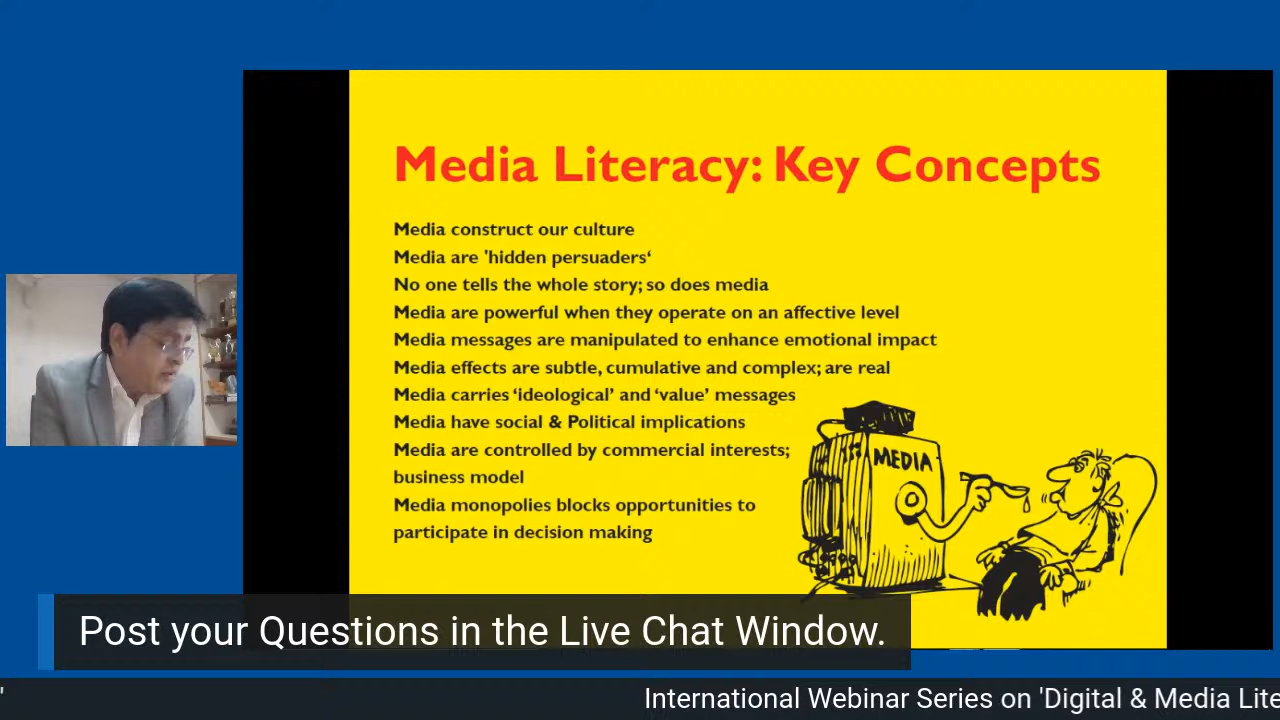 Media Literacy: Key Concepts
Media construct our culture
Media are 'hidden persuaders‘
No one tells the whole story; so does media
Media are powerful when they operate on an affective level
Media messages are manipulated to enhance emotional impact
Media effects are subtle, cumulative and complex; are real
Media carries ‘ideological’ and ‘value’ messages
Media have social & Political implications
Media are controlled by commercial interests;
business model
Media monopolies blocks opportunities to
participate in decision making
MEDIA
Post your Questions in the Live Chat Window.
' International Webinar Series on 'Digital & Media Lite